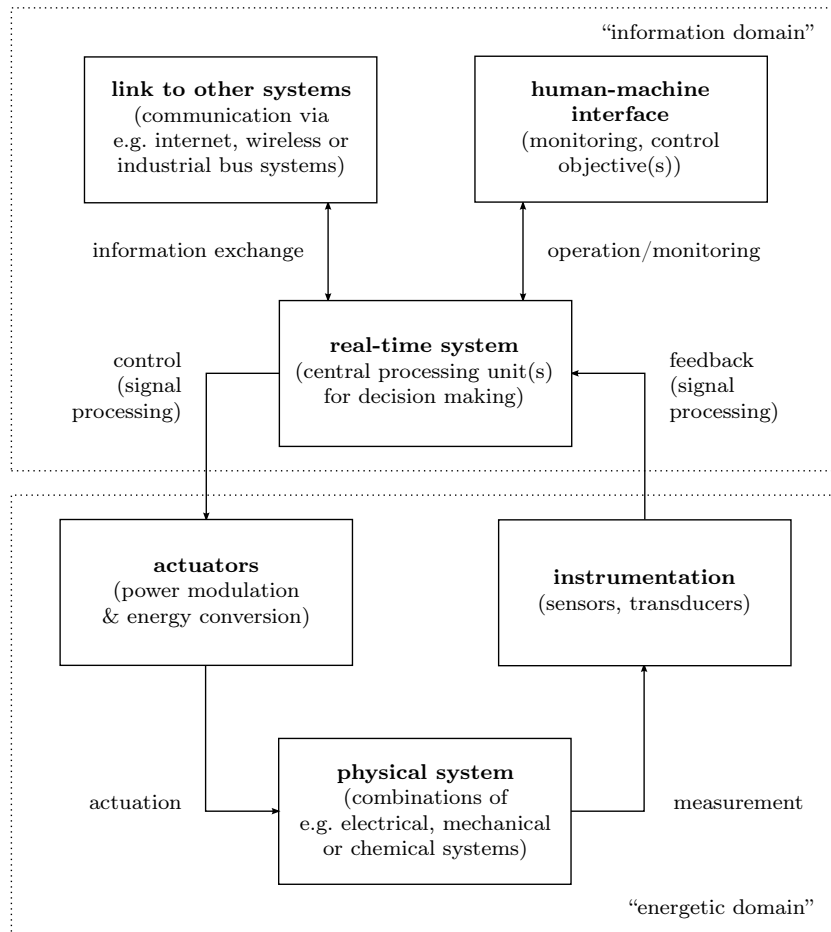 “information domain”
link to other systems
(communication via
e.g. internet, wireless or
industrial bus systems)
human-machine
interface
(monitoring, control
objective(s))
information exchange
operation/monitoring
real-time system
(central processing unit(s)
for decision making)
control
(signal
processing)
feedback
(signal
processing)
actuators
(power modulation
& energy conversion)
instrumentation
(sensors, transducers)
physical system
(combinations of
e.g. electrical, mechanical
or chemical systems)
actuation
measurement
“energetic domain”